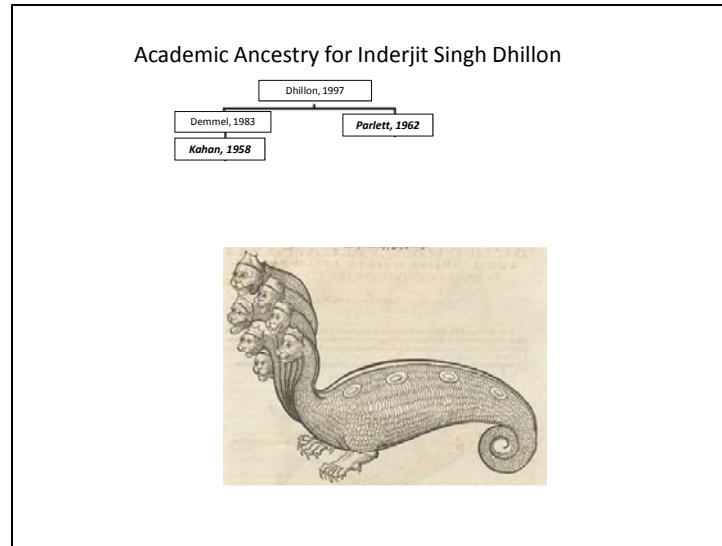 Academic Ancestry for Inderjit Singh Dhillon
Dhillon, 1997
Demmel, 1983
Parlett, 1962
Kahan, 1958